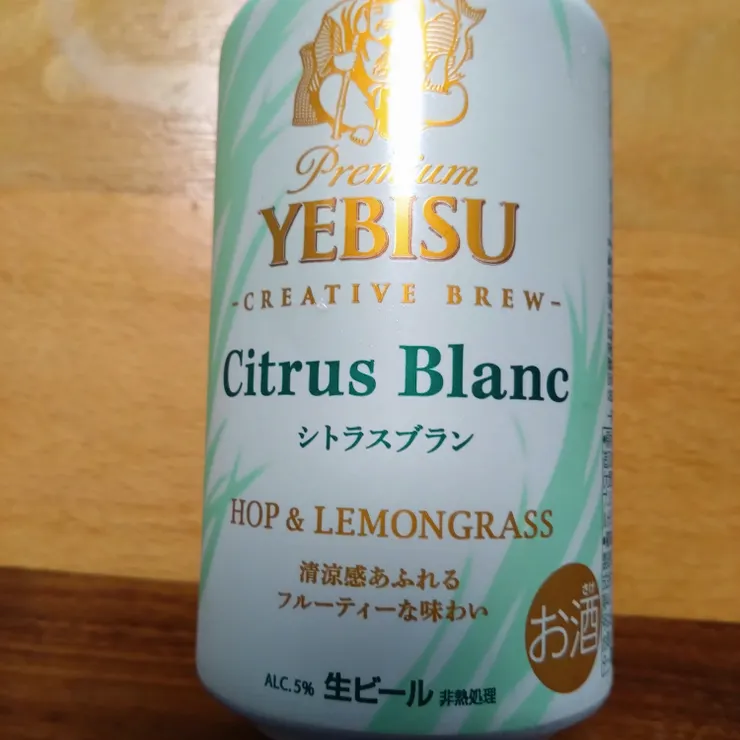 Premium
YEBISU
-CREATIVE BREW-
Citrus Blanc
シトラスブラン
HOP & LEMONGRASS
清涼感あふれる
フルーティーな味わい
さけ
お酒
ALC.5% 生ビール 非熱処理